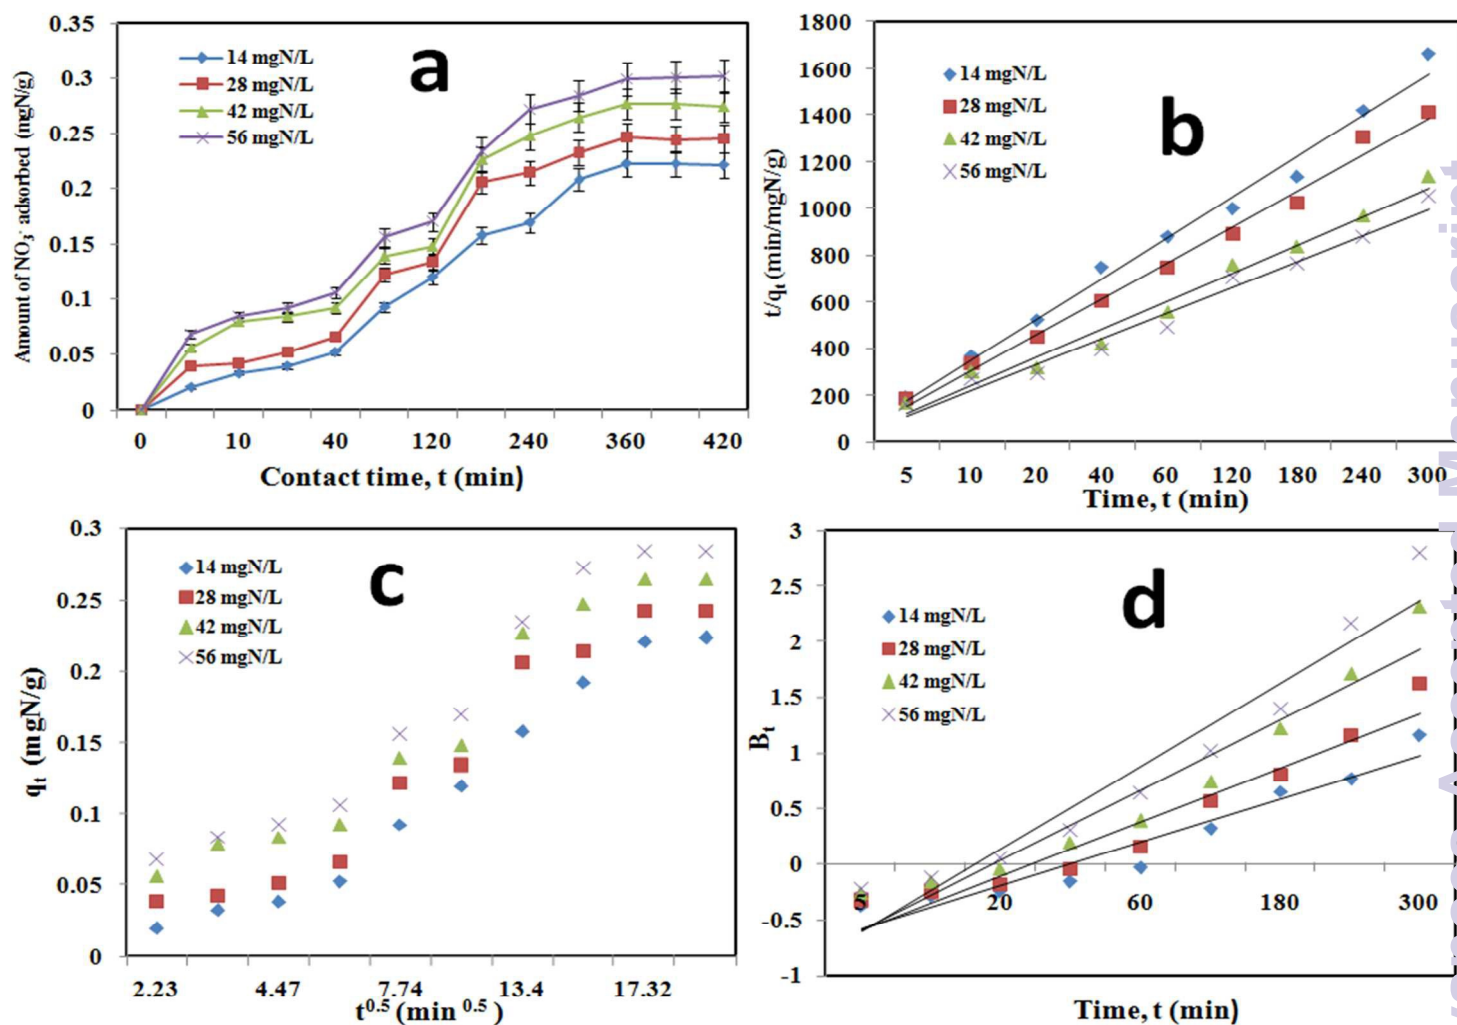 a
14 mgN/L
28 mgN/L
42 mgN/L
56 mgN/L
Amount of NO3- adsorbed (mgN/g)
0.35
0.3
0.25
0.2
0.15
0.1
0.05
0
0 10 40 120 240 360 420
Contact time, t (min)
b
14 mgN/L
28 mgN/L
42 mgN/L
56 mgN/L
t/qt (min/mgN/g)
1800
1600
1400
1200
1000
800
600
400
200
0
5 10 20 40 60 120 180 240 300
Time, t (min)
c
14 mgN/L
28 mgN/L
42 mgN/L
56 mgN/L
qt (mgN/g)
0.3
0.25
0.2
0.15
0.1
0.05
0
2.23 4.47 7.74 13.4 17.32
t0.5 (min 0.5)
d
14 mgN/L
28 mgN/L
42 mgN/L
56 mgN/L
Bt
3
2.5
2
1.5
1
0.5
0
-0.5
-1
5 20 60 180 300
Time, t (min)
Accepted Manuscript